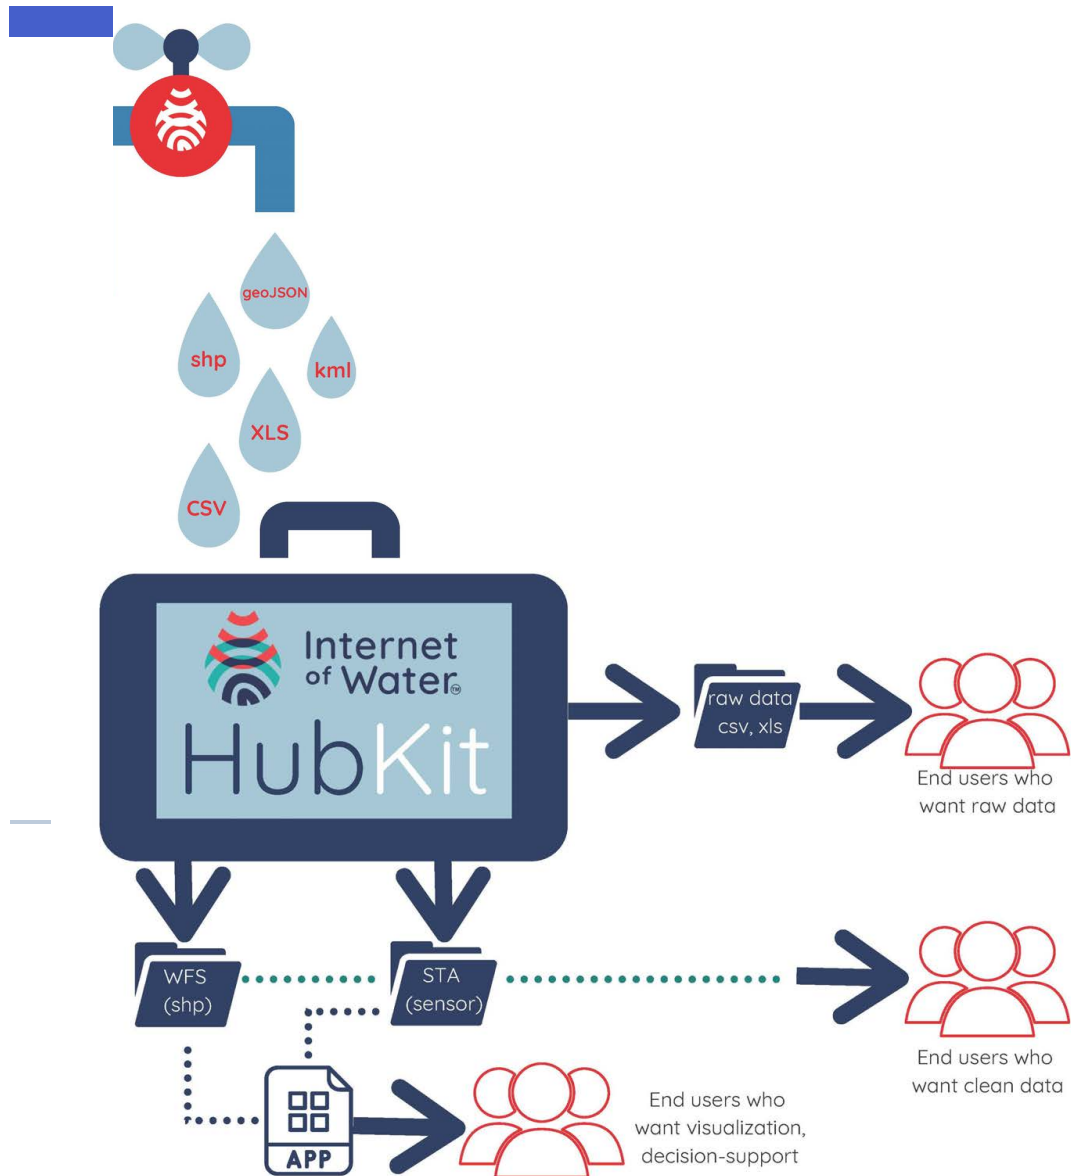 geoJSON
shp
kml
XLS
CSV
Internet
of Water™
HubKit
raw data
csv, xls
End users who
want raw data
WFS
(shp)
STA
(sensor)
End users who
want clean data
APP
End users who
want visualization,
decision-support